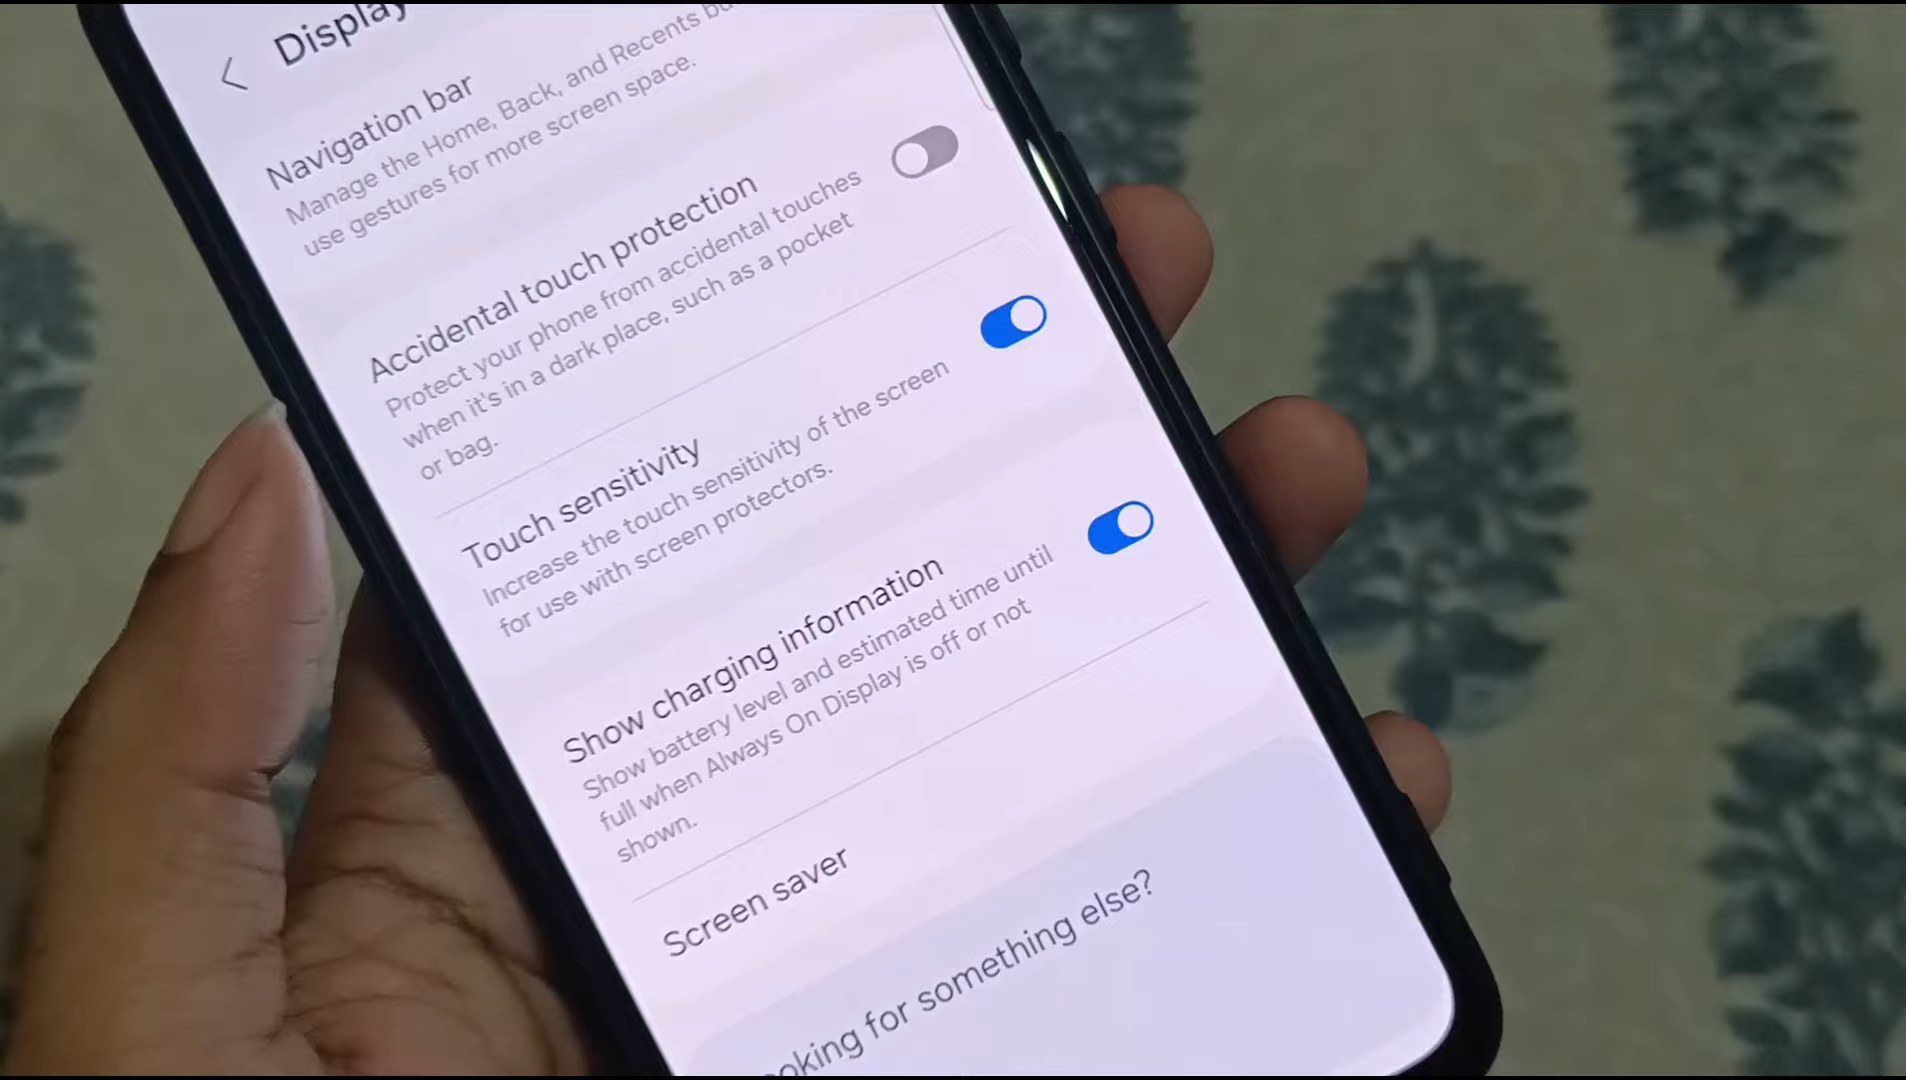 Display
Navigation bar
Manage the Home, Back, and Recents
use gestures for more screen space.
Accidental touch protection
Protect your phone from accidental touches
when it's in a dark place, such as a pocket
or bag.
Touch sensitivity
Increase the touch sensitivity of the screen
for use with screen protectors.
Show charging information
Show battery level and estimated time until
full when Always On Display is off or not
shown.
Screen saver
ooking for something else?